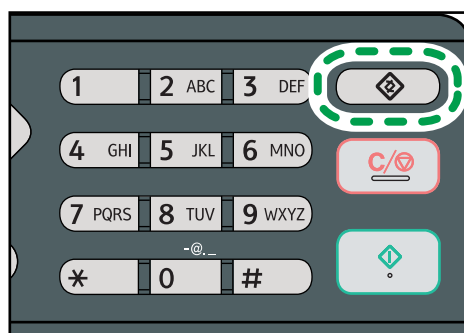 1 2 ABC 3 DEF
C/
4 GHI 5 JKL 6 MNO
7 PQRS 8 TUV 9 WXYZ
-@._
* 0 #